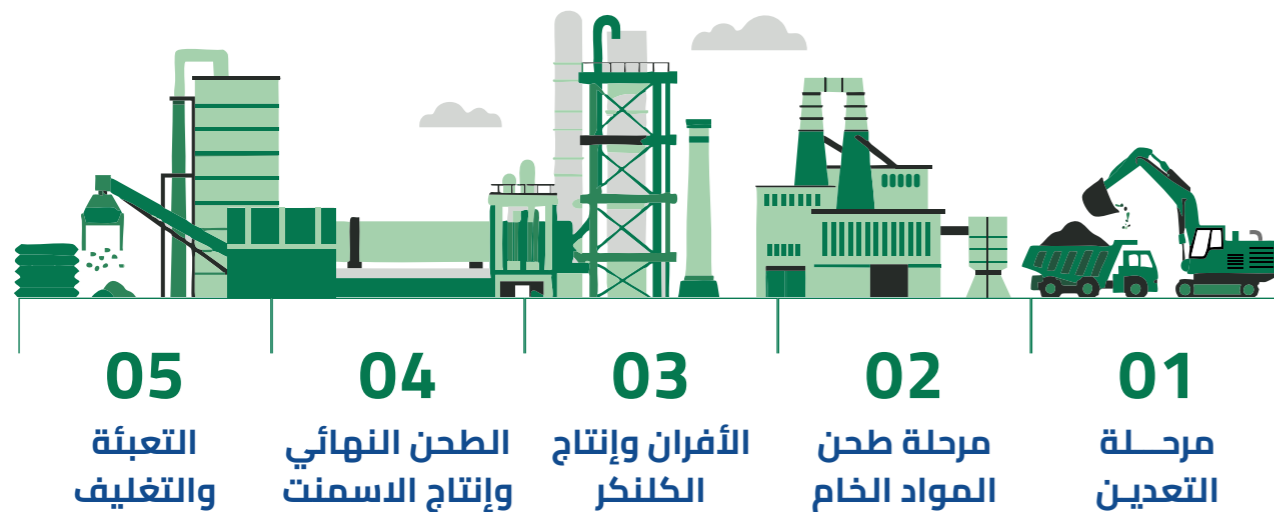 01
مرحـــلة
التعديـن
02
مرحلة طحن
المواد الخام
03
الأفران وإنتاج
الكلنكر
04
الطحن النهائي
وإنتاج الاسمنت
05
التعبئة
والتغليف